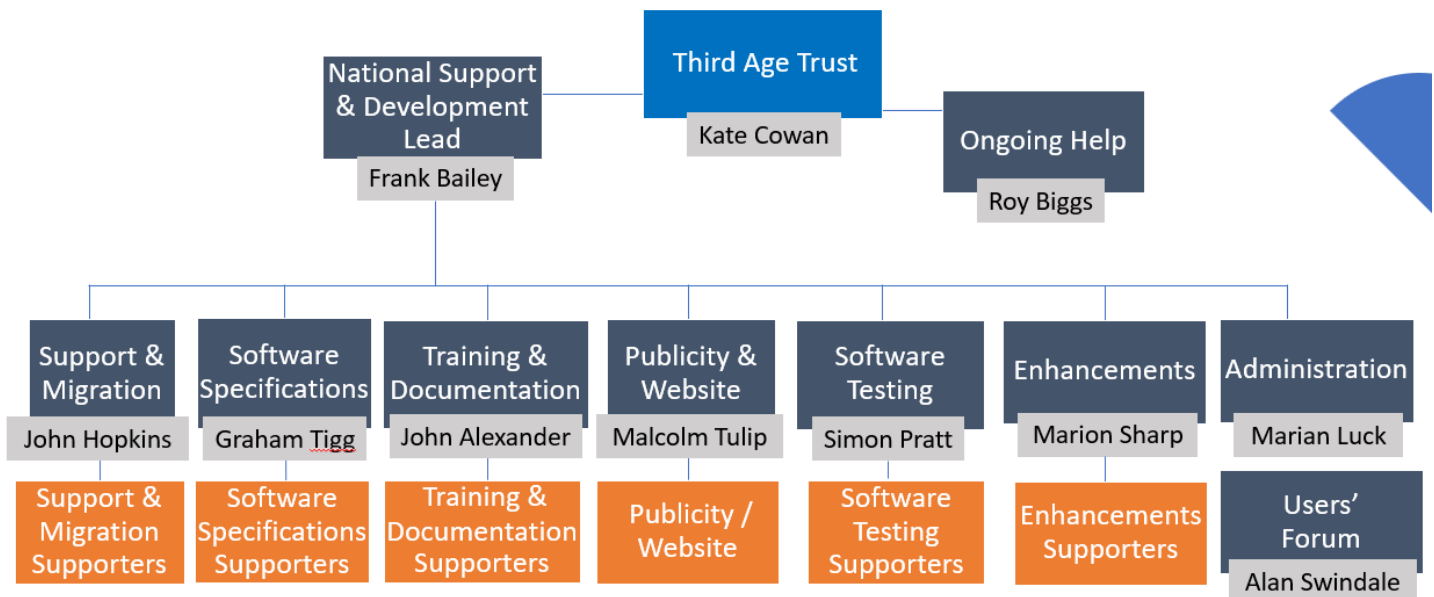 Third Age Trust
Kate Cowan
National Support
& Development
Lead
Frank Bailey
Ongoing Help
Roy Biggs
Support &
Migration
John Hopkins
Software
Specifications
Graham Tigg
Training &
Documentation
John Alexander
Publicity &
Website
Malcolm Tulip
Software
Testing
Simon Pratt
Enhancements
Marion Sharp
Administration
Marian Luck
Support &
Migration
Supporters
Software
Specifications
Supporters
Training &
Documentation
Supporters
Publicity /
Website
Software
Testing
Supporters
Enhancements
Supporters
Users’
Forum
Alan Swindale